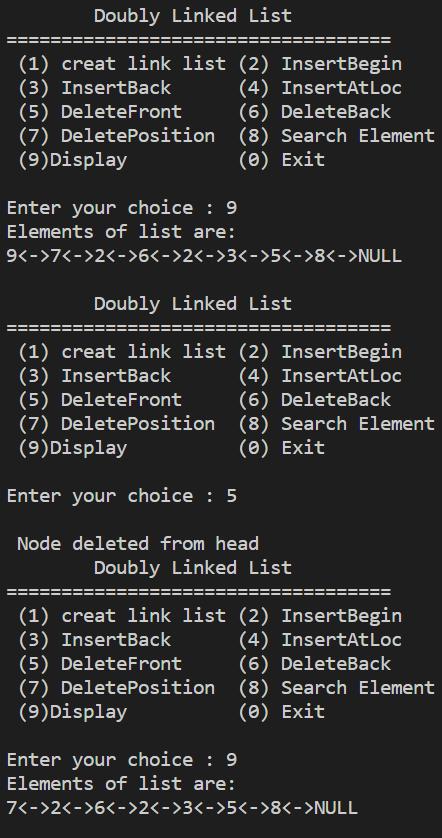 Doubly Linked List
===================================
(1) creat link list (2) InsertBegin
(3) InsertBack (4) InsertAtLoc
(5) DeleteFront (6) DeleteBack
(7) DeletePosition (8) Search Element
(9)Display (0) Exit
Enter your choice : 9
Elements of list are:
9<->7<->2<->6<->2<->3<->5<->8<->NULL
Doubly Linked List
===================================
(1) creat link list (2) InsertBegin
(3) InsertBack (4) InsertAtLoc
(5) DeleteFront (6) DeleteBack
(7) DeletePosition (8) Search Element
(9)Display (0) Exit
Enter your choice : 5
Node deleted from head
Doubly Linked List
===================================
(1) creat link list (2) InsertBegin
(3) InsertBack (4) InsertAtLoc
(5) DeleteFront (6) DeleteBack
(7) DeletePosition (8) Search Element
(9)Display (0) Exit
Enter your choice : 9
Elements of list are:
7<->2<->6<->2<->3<->5<->8<->NULL